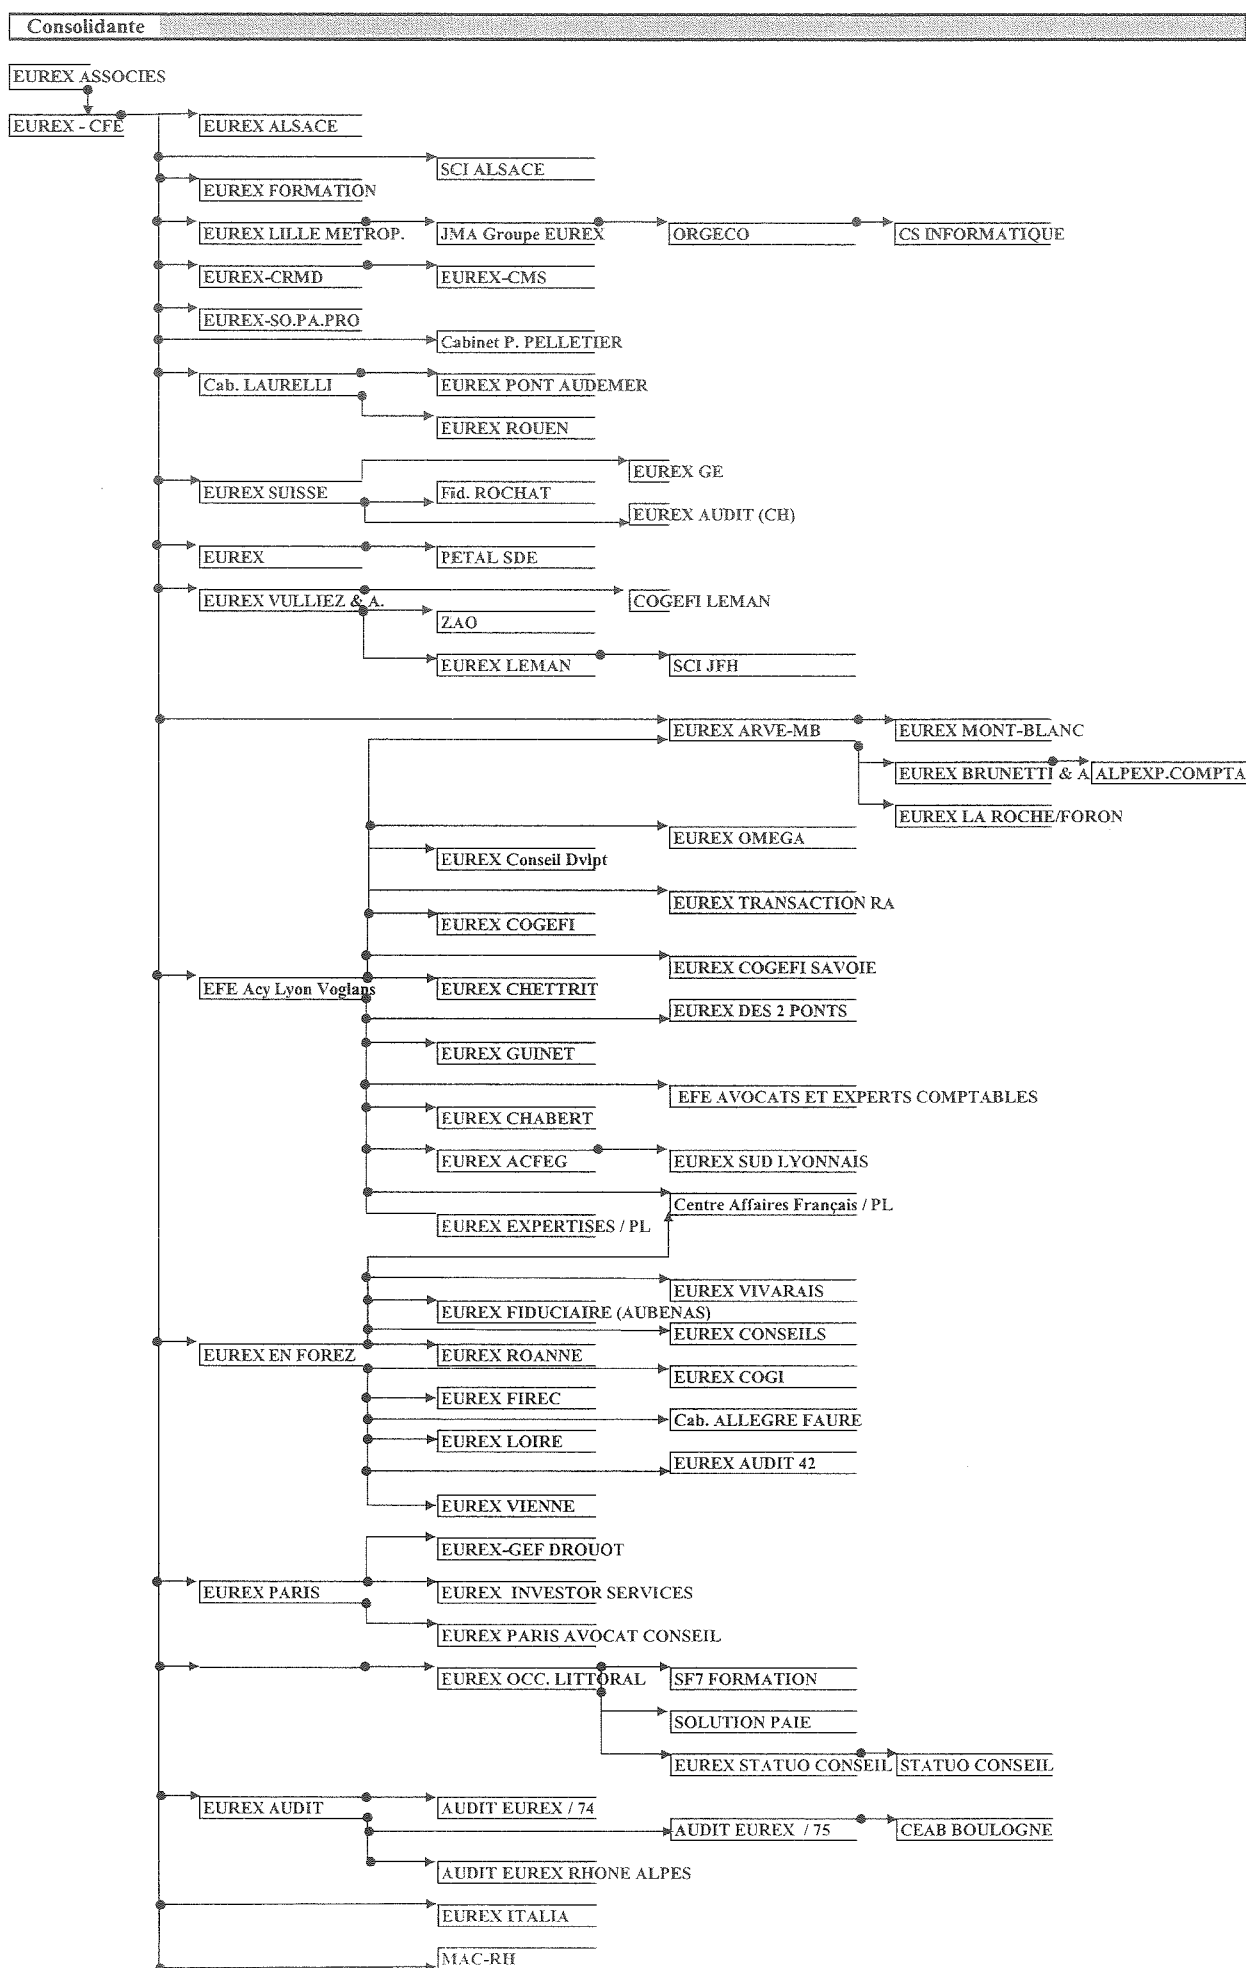 Consolidante
EUREX ASSOCIES
EUREX - CFE
EUREX ALSACE
SCI ALSACE
EUREX FORMATION
EUREX LILLE METROP.
JMA Groupe EUREX
ORGECO
CS INFORMATIQUE
EUREX-CRMD
EUREX-CMS
EUREX-SO.PA.PRO
Cabinet P. PELLETIER
Cab. LAURELLI
EUREX PONT AUDEMER
EUREX ROUEN
EUREX GE
EUREX SUISSE
Fid. ROCHAT
EUREX AUDIT (CH)
EUREX
PETAL SDE
EUREX VULLIEZ & A.
COGEFI LEMAN
ZAO
EUREX LEMAN
SCI JFH
EUREX ARVE-MB
EUREX MONT-BLANC
EUREX BRUNETTI & A
ALPEXP.COMPTA
EUREX LA ROCHE/FORON
EUREX OMEGA
EUREX Conseil Dvlpt
EUREX TRANSACTION RA
EUREX COGEFI
EUREX COGEFI SAVOIE
EFE Acy Lyon Voglans
EUREX CHETTRIT
EUREX DES 2 PONTS
EUREX GUINET
EFE AVOCATS ET EXPERTS COMPTABLES
EUREX CHABERT
EUREX ACFEG
EUREX SUD LYONNAIS
Centre Affaires Français / PL
EUREX EXPERTISES / PL
EUREX VIVARAIS
EUREX FIDUCIAIRE (AUBENAS)
EUREX CONSEILS
EUREX EN FOREZ
EUREX ROANNE
EUREX COGI
EUREX FIREC
Cab. ALLEGRE FAURE
EUREX LOIRE
EUREX AUDIT 42
EUREX VIENNE
EUREX-GEF DROUOT
EUREX PARIS
EUREX INVESTOR SERVICES
EUREX PARIS AVOCAT CONSEIL
EUREX OCC. LITTORAL
SF7 FORMATION
SOLUTION PAIE
EUREX STATUO CONSEIL
STATUO CONSEIL
EUREX AUDIT
AUDIT EUREX / 74
AUDIT EUREX / 75
CEAB BOULOGNE
AUDIT EUREX RHONE ALPES
EUREX ITALIA
MAC-RH